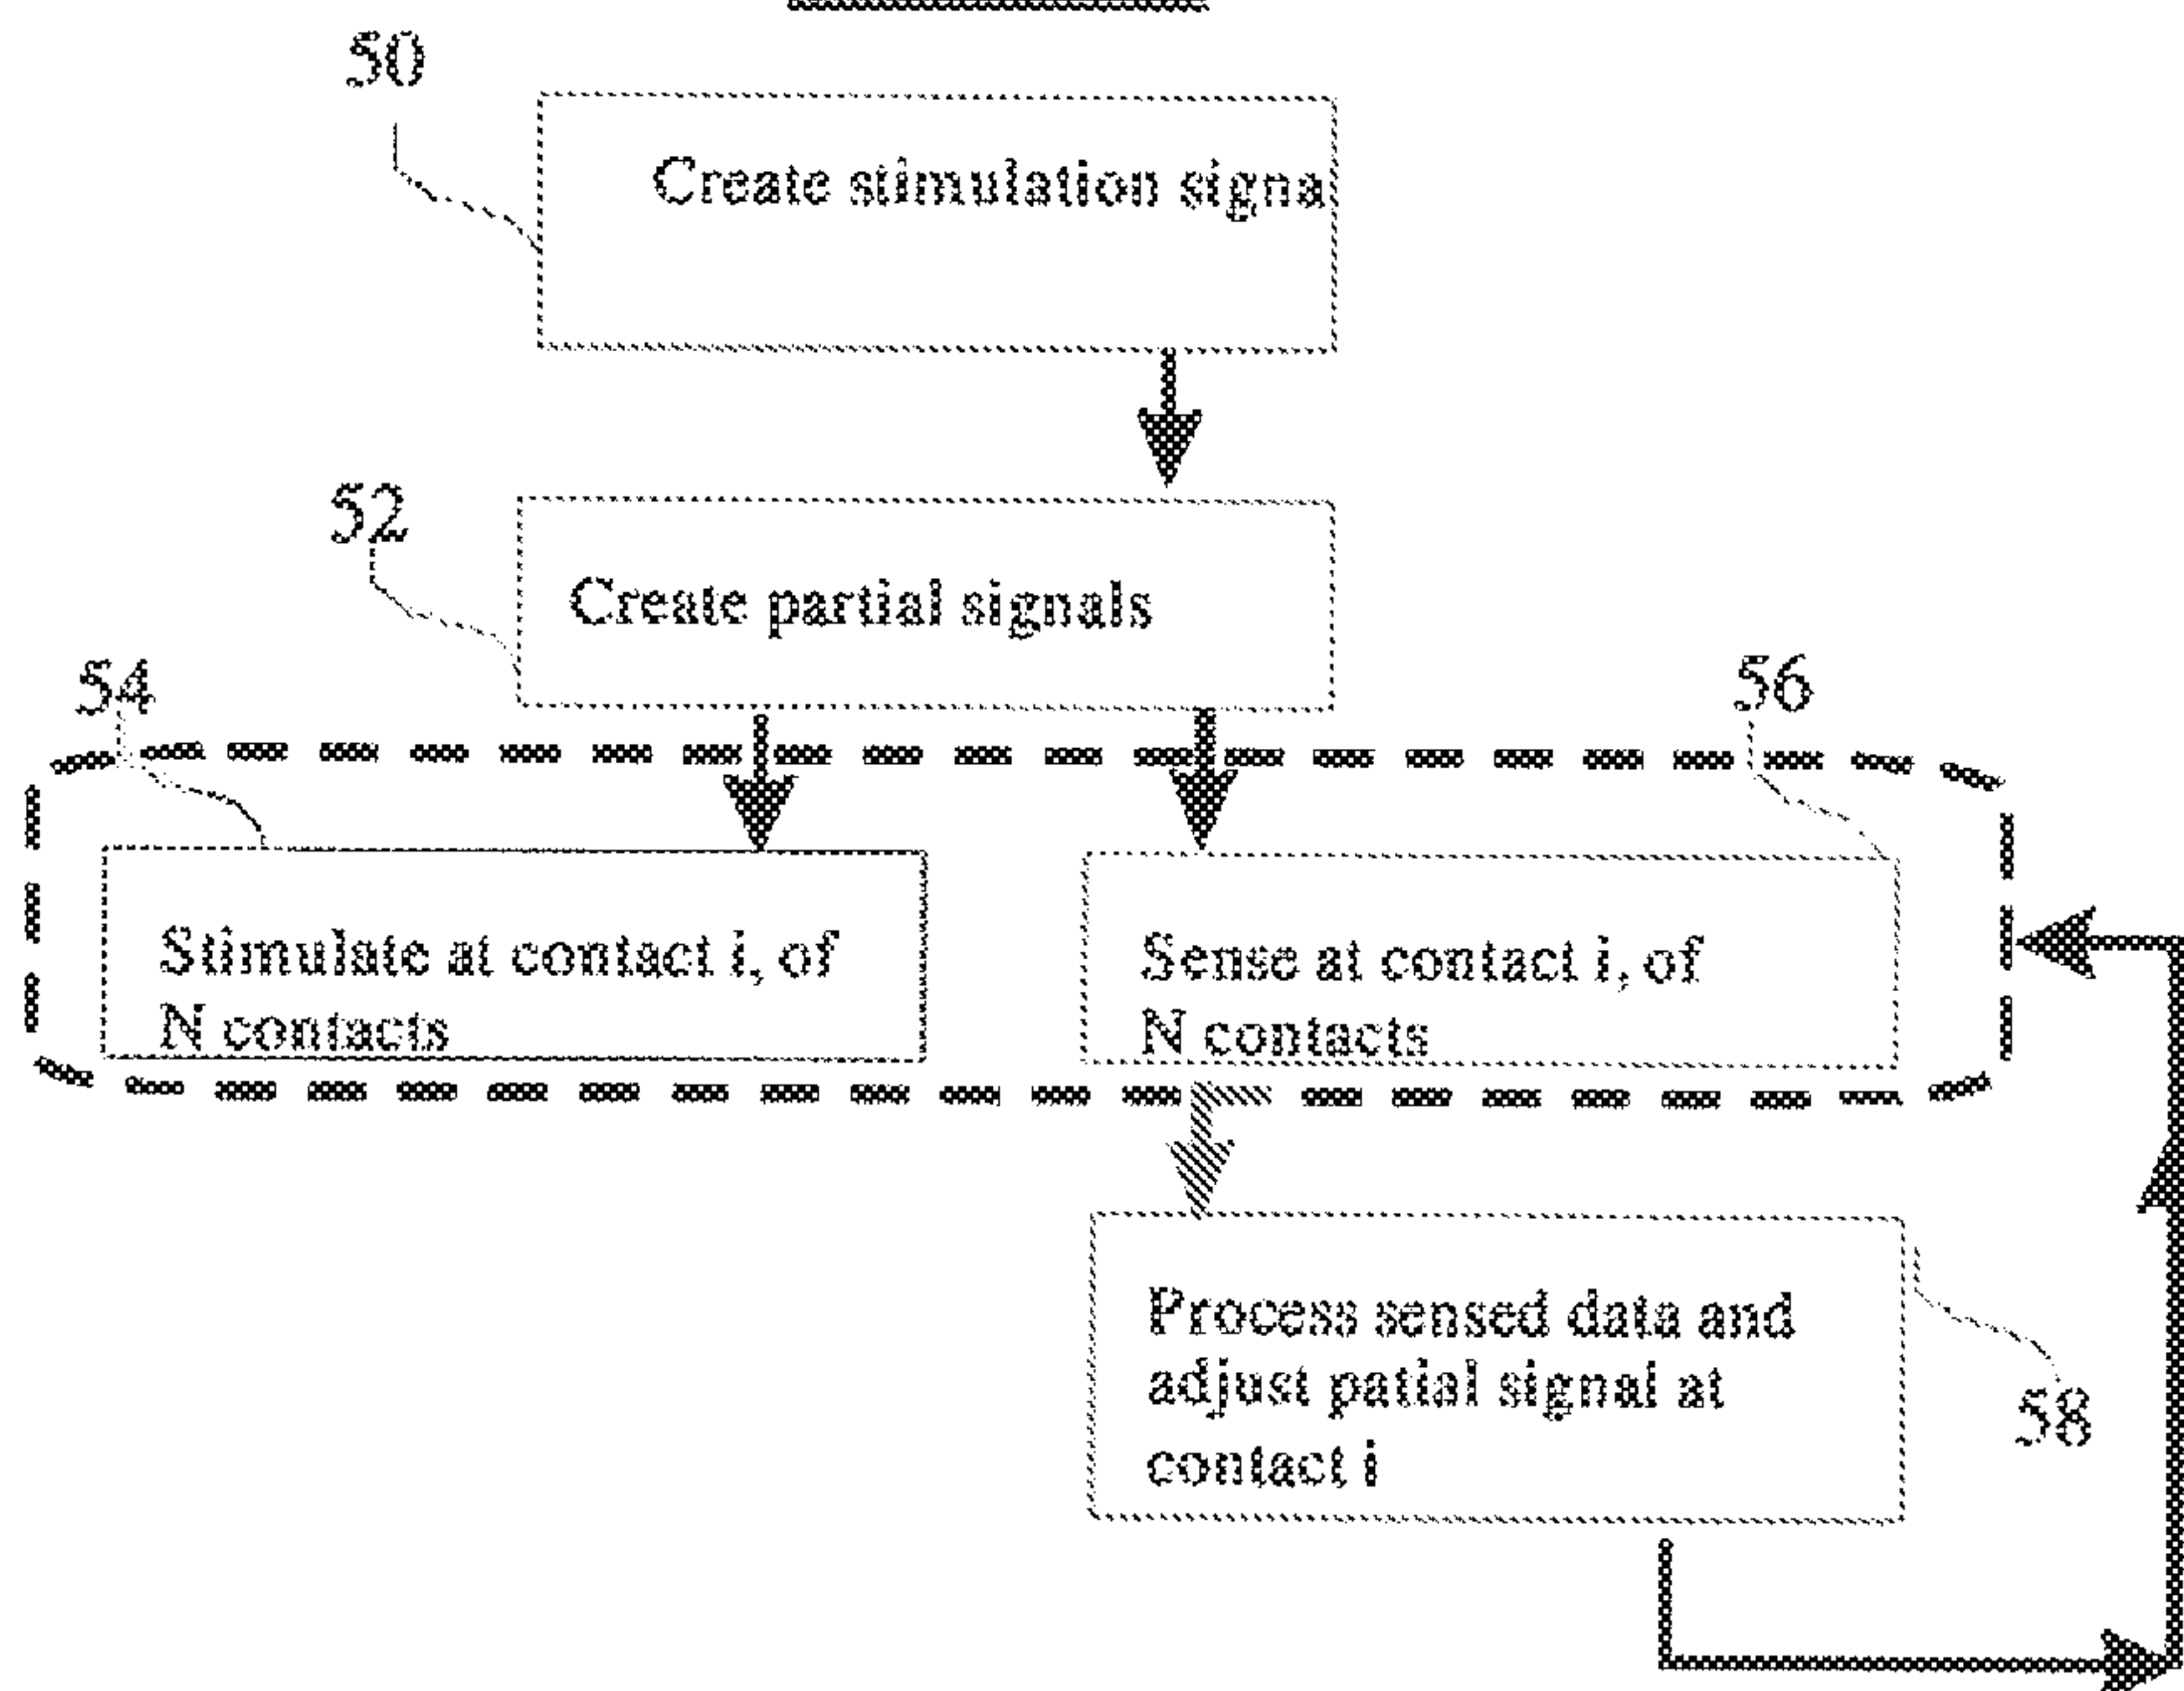 50
Create stimulation signa
52
Create partial signals
54
56
Stimulate at contact i, of
N contacts
Sense at contact i, of
N contacts
Process sensed data and
adjust patial signal at
contact i
58